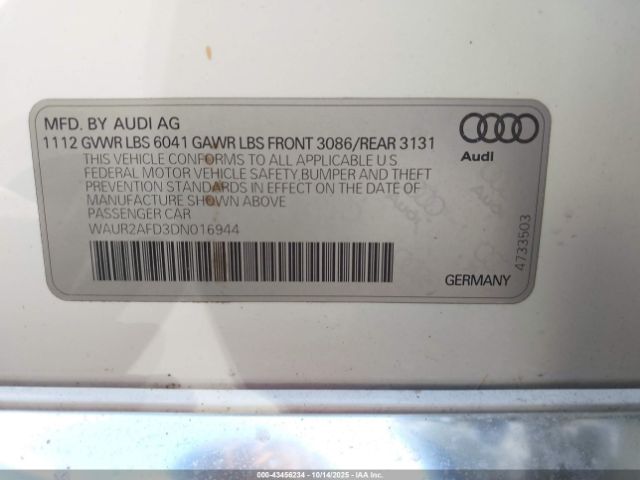 MFD. BY AUDI AG
1112 GVWR LBS 6041 GAWR LBS FRONT 3086/REAR 3131
THIS VEHICLE CONFORMS TO ALL APPLICABLE U S
FEDERAL MOTOR VEHICLE SAFETY, BUMPER AND THEFT
PREVENTION STANDARDS IN EFFECT ON THE DATE OF
MANUFACTURE SHOWN ABOVE
PASSENGER CAR
WAUR2AFD3DN016944
Audi
GERMANY
4733503
000-43456234 - 10/14/2025 - IAA Inc.